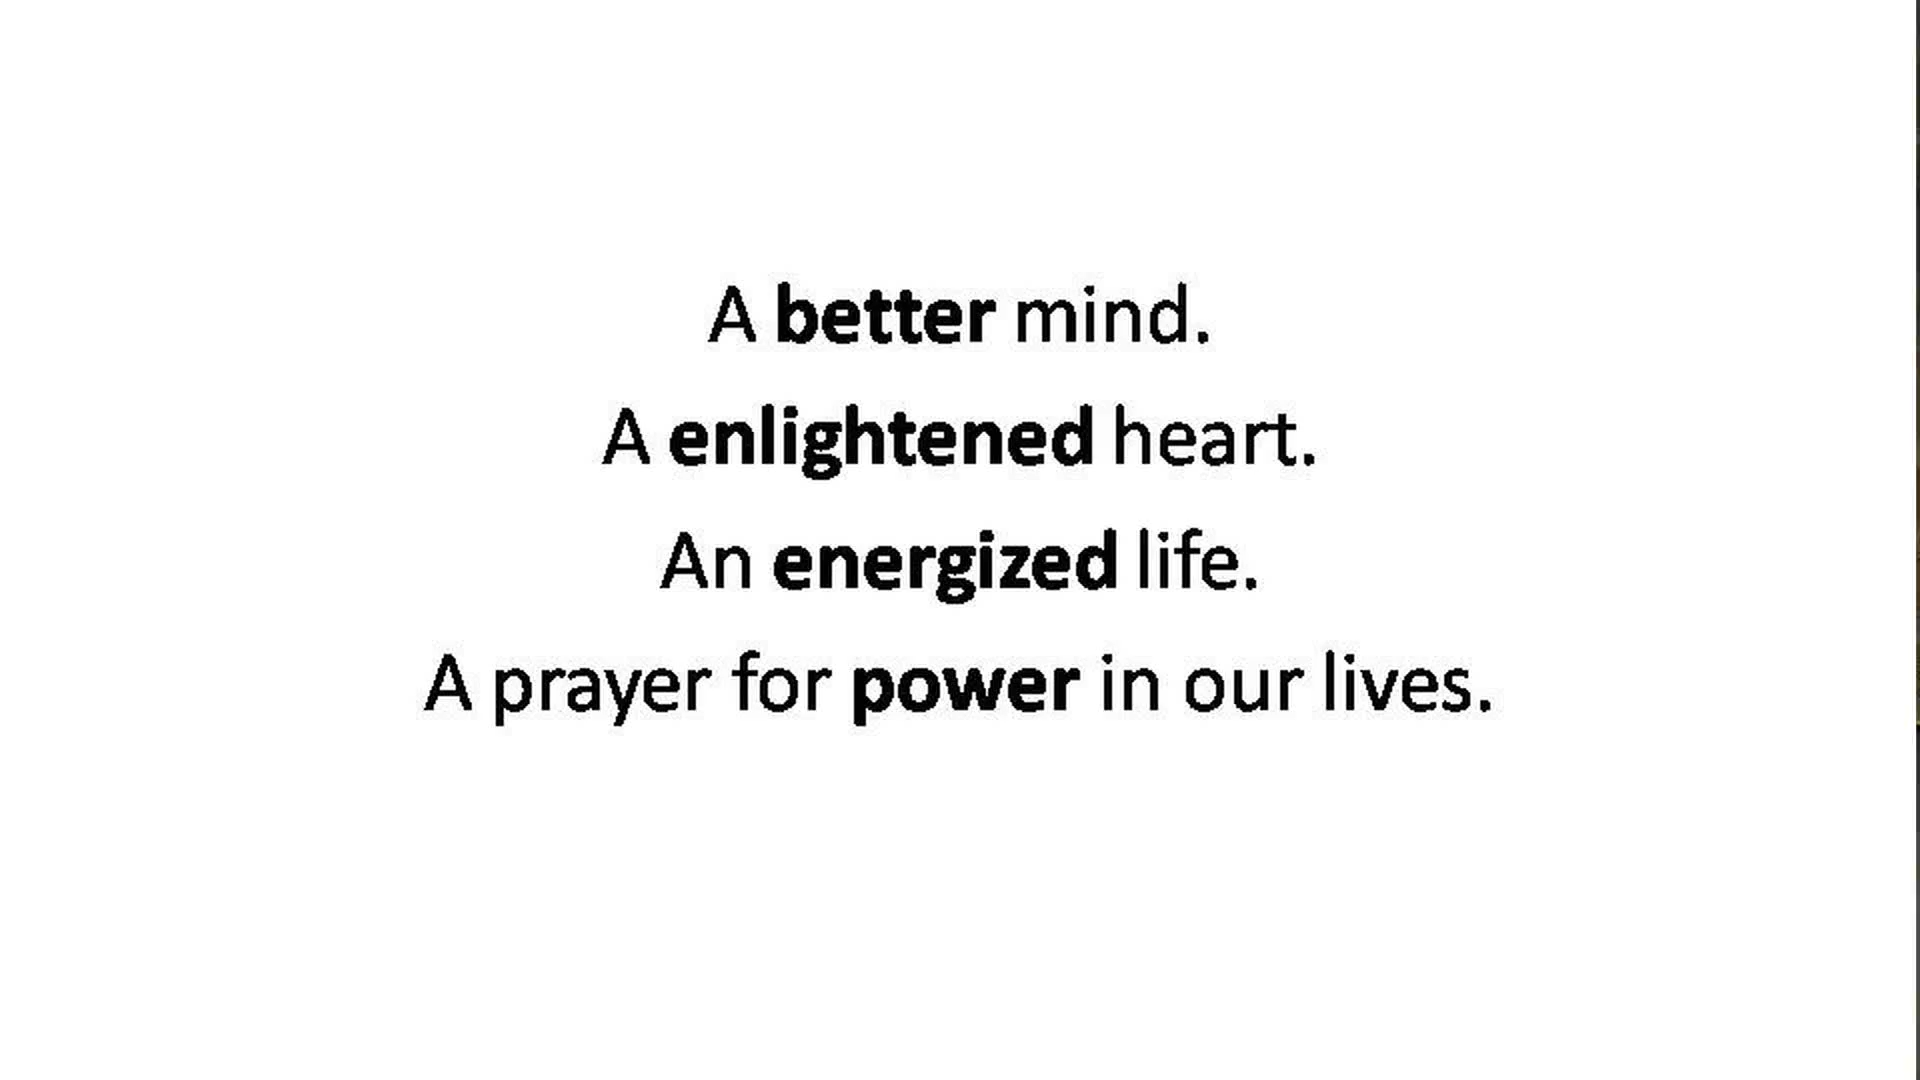 A better mind.
A enlightened heart.
An energized life.
A prayer for power in our lives.